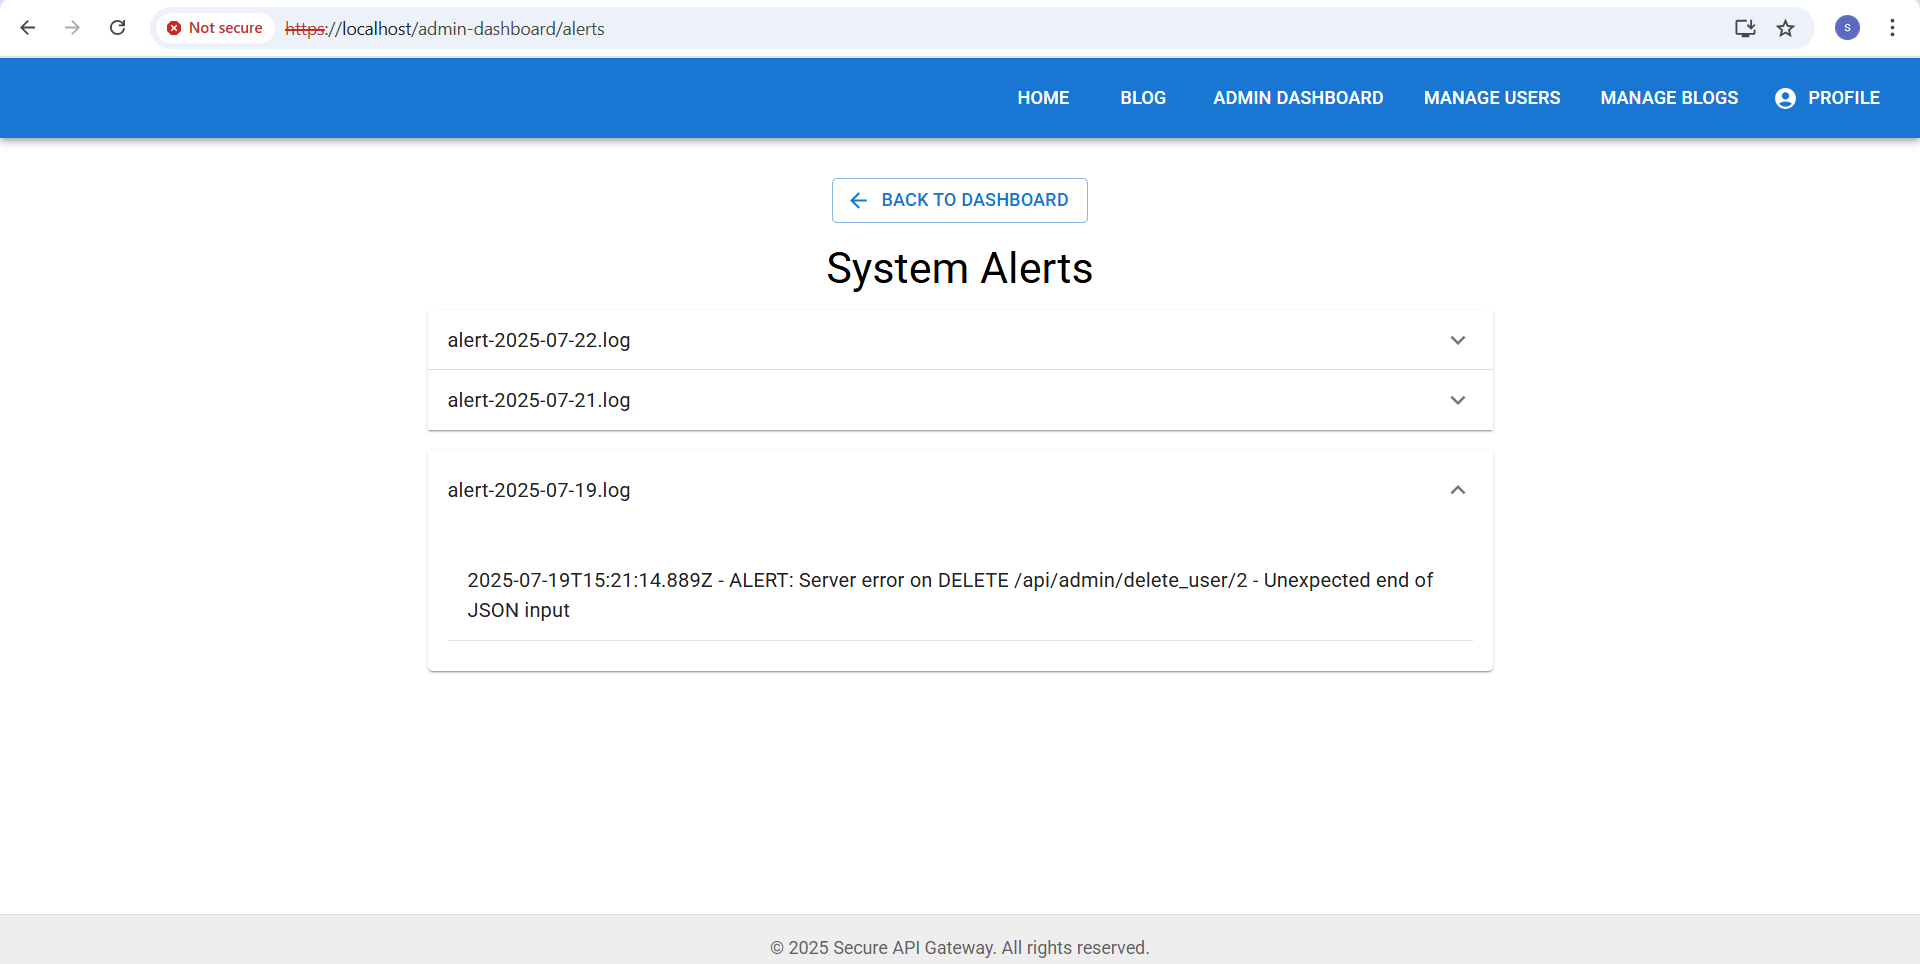 Not secure https://localhost/admin-dashboard/alerts S
HOME BLOG ADMIN DASHBOARD MANAGE USERS MANAGE BLOGS PROFILE
BACK TO DASHBOARD
System Alerts
alert-2025-07-22.log
alert-2025-07-21.log
alert-2025-07-19.log
2025-07-19T15:21:14.889Z - ALERT: Server error on DELETE /api/admin/delete_user/2 - Unexpected end of
JSON input
© 2025 Secure API Gateway. All rights reserved.